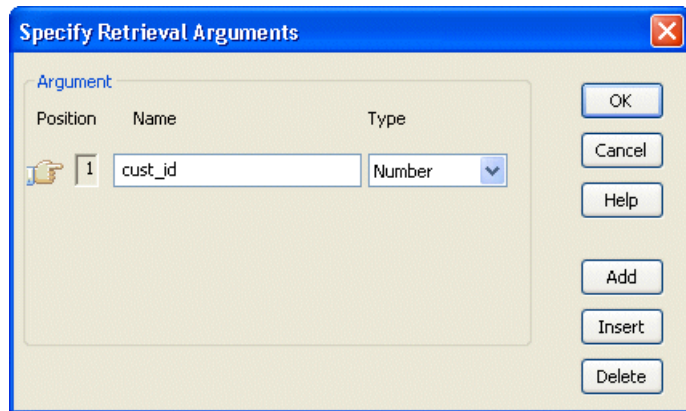 Specify Retrieval Arguments
Argument
Position Name Type
1 cust_id Number
OK
Cancel
Help
Add
Insert
Delete